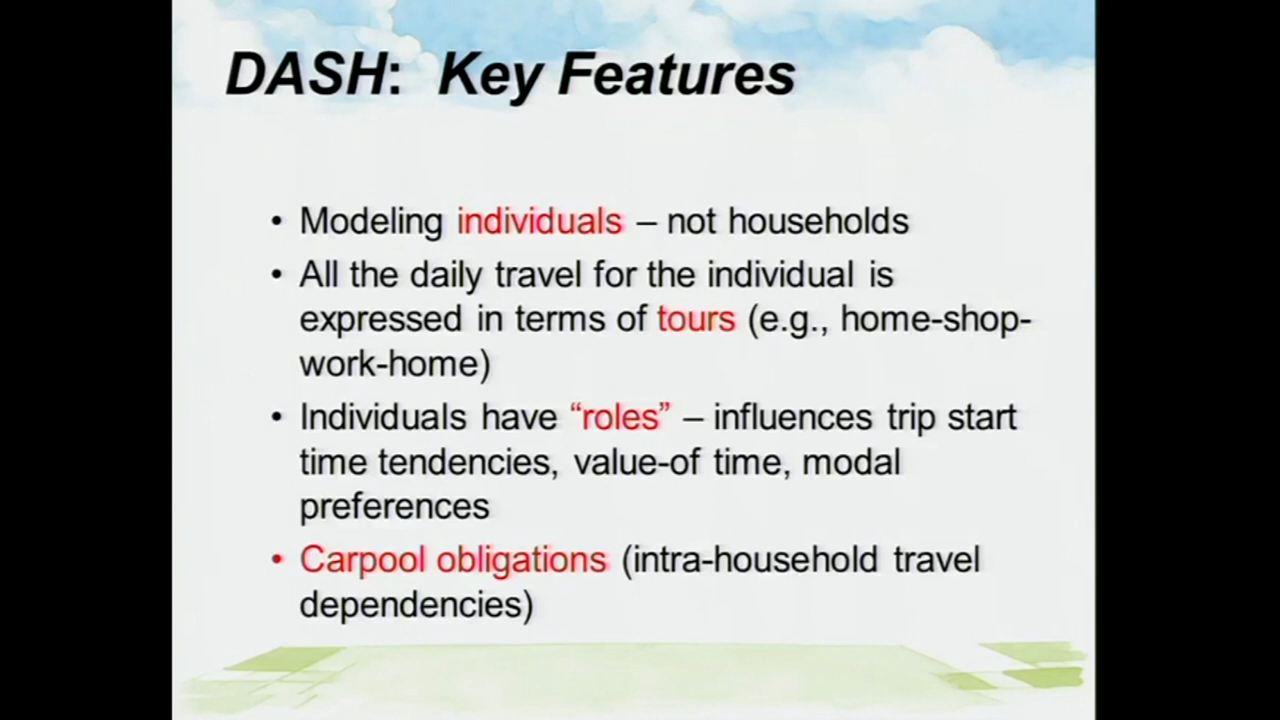 DASH: Key Features
• Modeling individuals – not households
• All the daily travel for the individual is
expressed in terms of tours (e.g., home-shop-
work-home)
• Individuals have “roles” – influences trip start
time tendencies, value-of time, modal
preferences
• Carpool obligations (intra-household travel
dependencies)